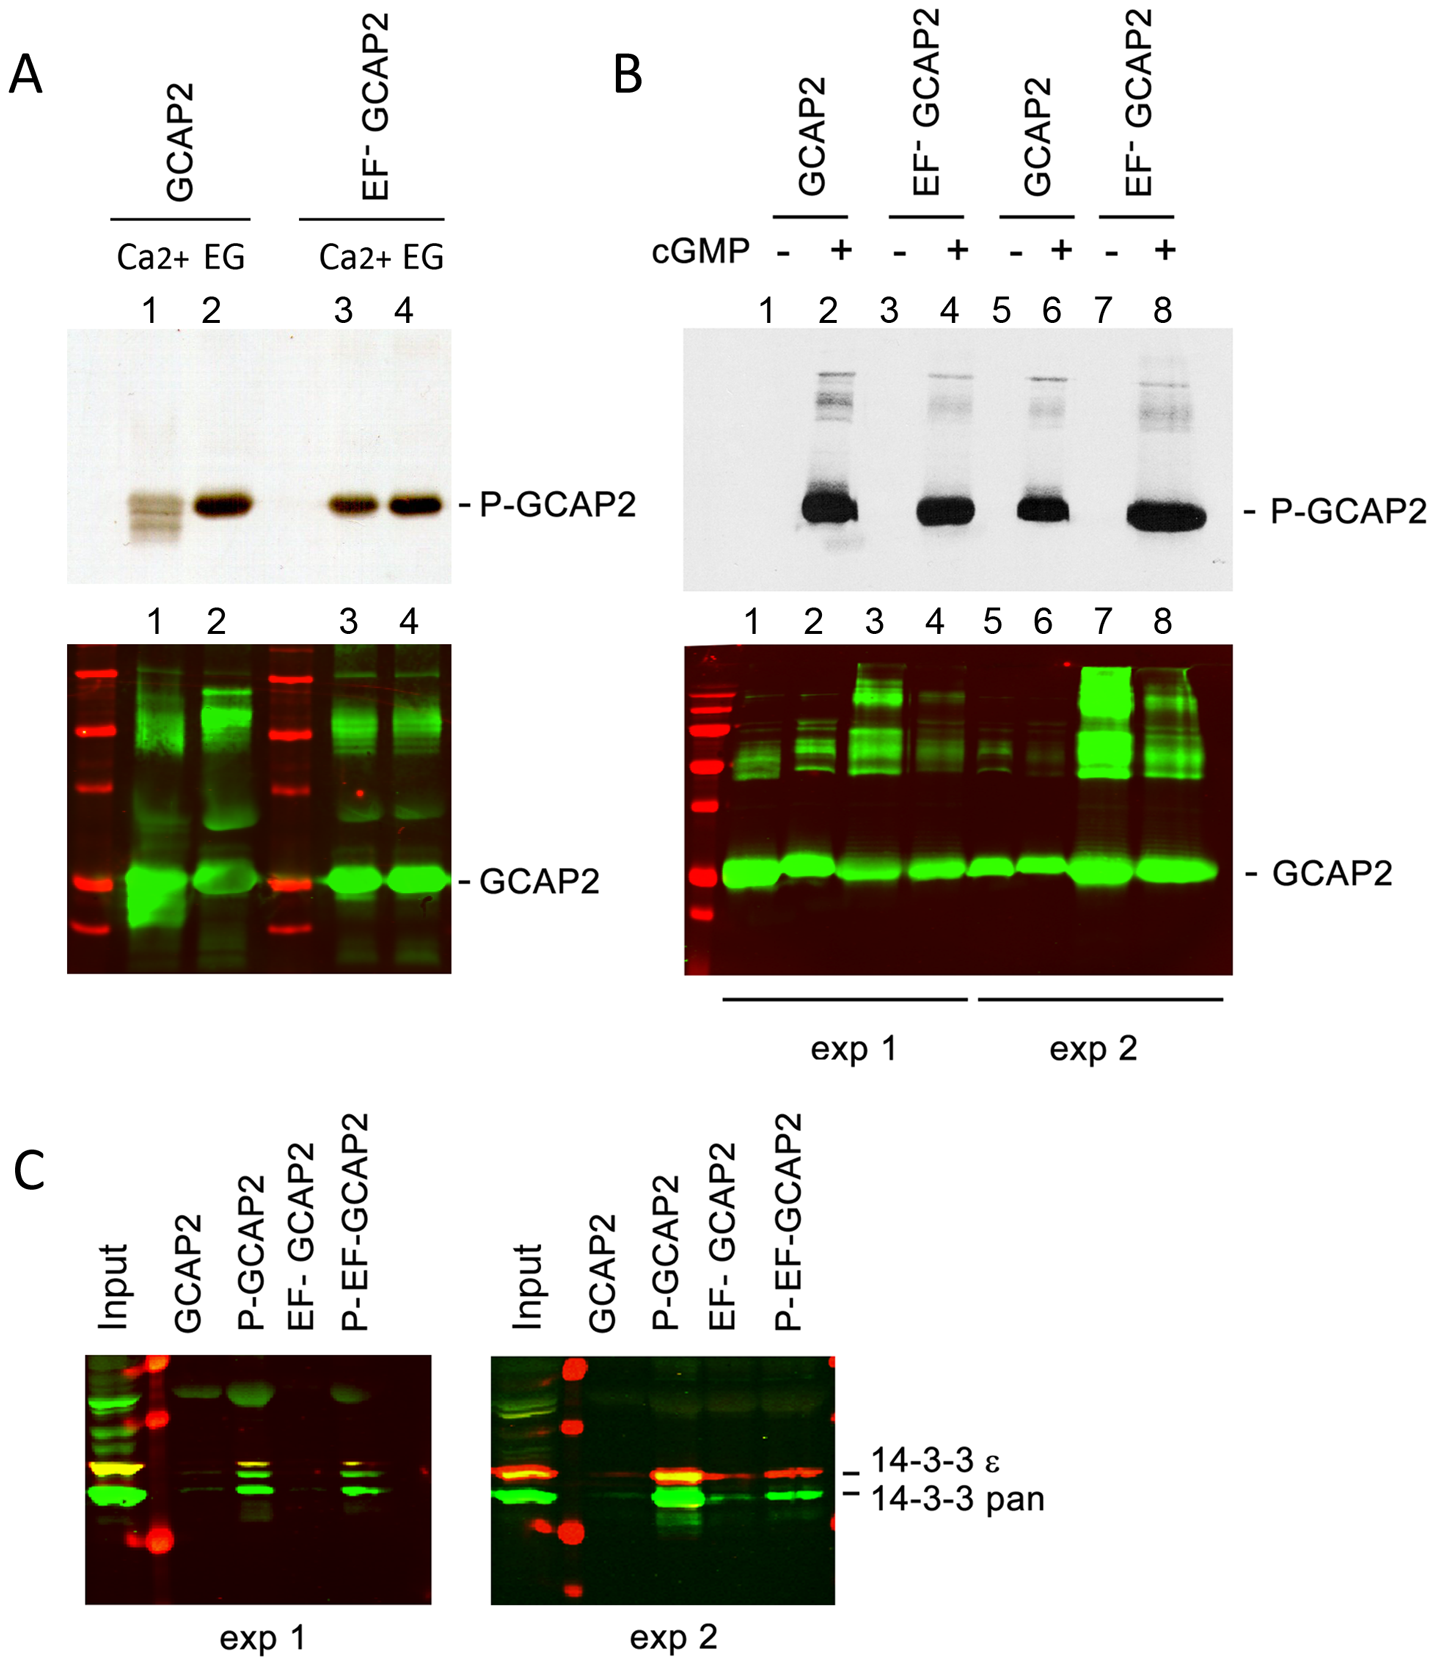 A
GCAP2
EF- GCAP2
Ca2+ EG
Ca2+ EG
1 2 3 4
- P-GCAP2
1 2 3 4
- GCAP2
B
GCAP2
EF- GCAP2
GCAP2
EF- GCAP2
cGMP - + - + - + - +
1 2 3 4 5 6 7 8
- P-GCAP2
1 2 3 4 5 6 7 8
- GCAP2
exp 1
exp 2
C
Input
GCAP2
P-GCAP2
EF- GCAP2
P-EF-GCAP2
exp 1
Input
GCAP2
P-GCAP2
EF- GCAP2
P-EF-GCAP2
14-3-3 ε
14-3-3 pan
exp 2